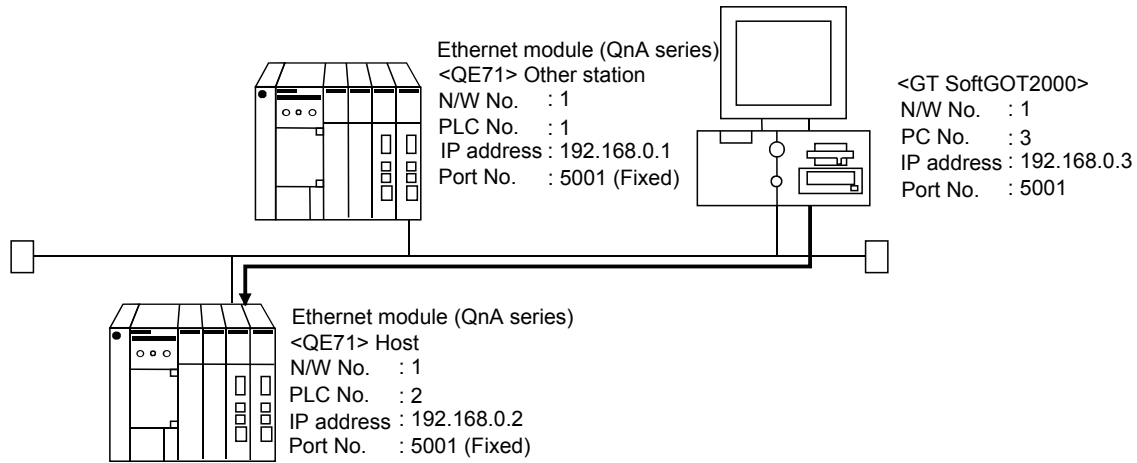 Ethernet module (QnA series)
<QE71> Other station
N/W No. : 1
PLC No. : 1
IP address : 192.168.0.1
Port No. : 5001 (Fixed)
<GT SoftGOT2000>
N/W No. : 1
PC No. : 3
IP address : 192.168.0.3
Port No. : 5001
Ethernet module (QnA series)
<QE71> Host
N/W No. : 1
PLC No. : 2
IP address : 192.168.0.2
Port No. : 5001 (Fixed)